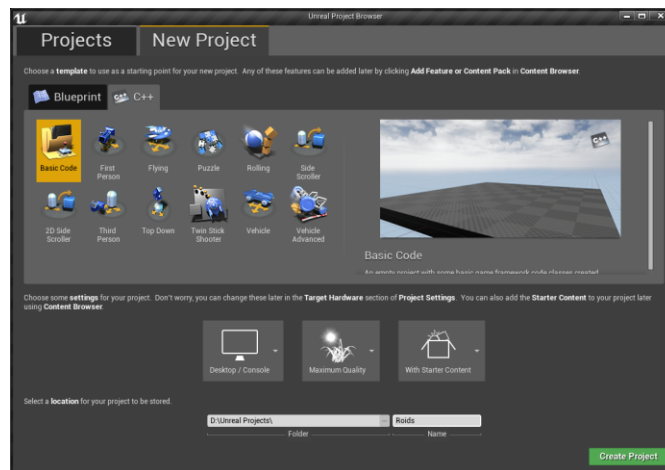 Unreal Project Browser
Projects
New Project
Choose a template to use as a starting point for your new project. Any of these features can be added later by clicking Add Feature or Content Pack in Content Browser.
Blueprint
C++
Basic Code
First
Person
Flying
Puzzle
Rolling
Side
Scroller
2D Side
Scroller
Third
Person
Top Down
Twin Stick
Shooter
Vehicle
Vehicle
Advanced
C++
Basic Code
An empty project with some basic game framework code classes created.
Choose some settings for your project. Don't worry, you can change these later in the Target Hardware section of Project Settings. You can also add the Starter Content to your project later
using Content Browser.
Desktop / Console
Maximum Quality
With Starter Content
Select a location for your project to be stored.
D:\Unreal Projects\
...
Roids
Folder
Name
Create Project